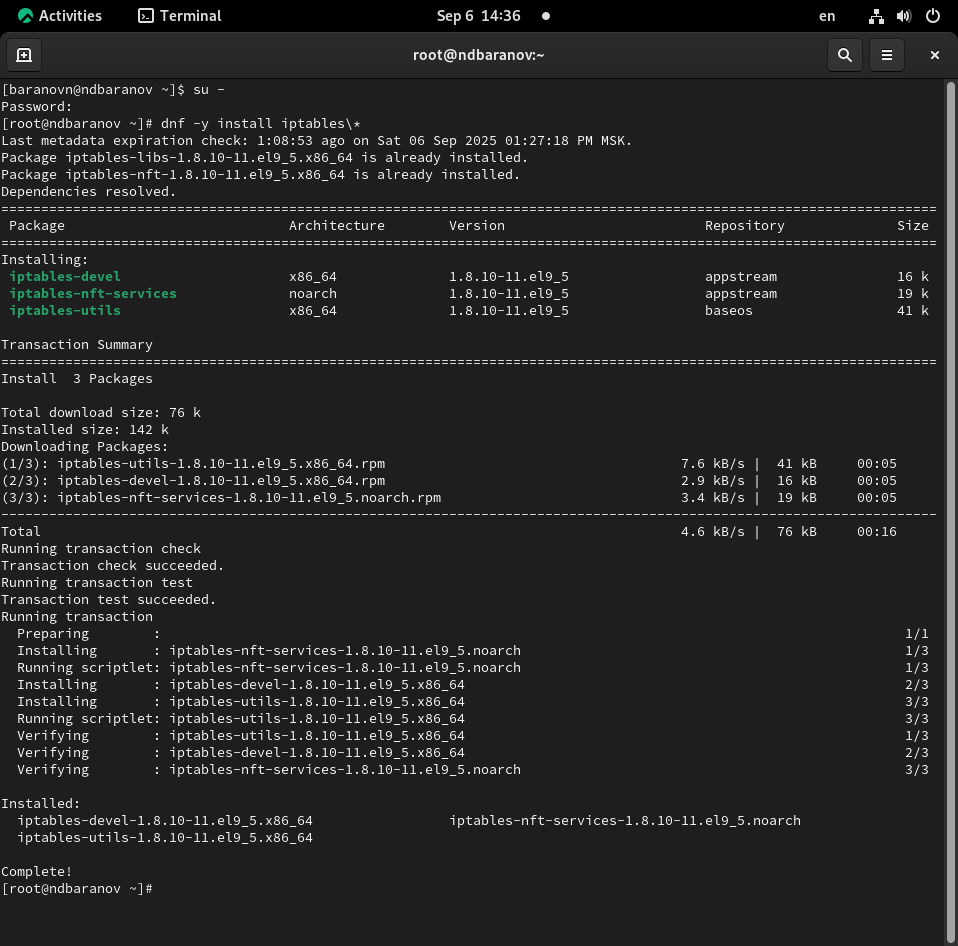 Activities Terminal Sep 6 14:36 en
root@ndbaranov:~
[baranovn@ndbaranov ~]$ su -
Password:
[root@ndbaranov ~]# dnf -y install iptables\*
Last metadata expiration check: 1:08:53 ago on Sat 06 Sep 2025 01:27:18 PM MSK.
Package iptables-libs-1.8.10-11.el9_5.x86_64 is already installed.
Package iptables-nft-1.8.10-11.el9_5.x86_64 is already installed.
Dependencies resolved.
=====================================================================================================================
 Package                            Architecture        Version                         Repository              Size
=====================================================================================================================
Installing:
 iptables-devel                     x86_64              1.8.10-11.el9_5                 appstream               16 k
 iptables-nft-services              noarch              1.8.10-11.el9_5                 appstream               19 k
 iptables-utils                     x86_64              1.8.10-11.el9_5                 baseos                  41 k
Transaction Summary
=====================================================================================================================
Install  3 Packages
Total download size: 76 k
Installed size: 142 k
Downloading Packages:
(1/3): iptables-utils-1.8.10-11.el9_5.x86_64.rpm                                     7.6 kB/s |  41 kB     00:05
(2/3): iptables-devel-1.8.10-11.el9_5.x86_64.rpm                                     2.9 kB/s |  16 kB     00:05
(3/3): iptables-nft-services-1.8.10-11.el9_5.noarch.rpm                              3.4 kB/s |  19 kB     00:05
---------------------------------------------------------------------------------------------------------------------
Total                                                                                4.6 kB/s |  76 kB     00:16
Running transaction check
Transaction check succeeded.
Running transaction test
Transaction test succeeded.
Running transaction
  Preparing        :                                                                                             1/1
  Installing       : iptables-nft-services-1.8.10-11.el9_5.noarch                                                1/3
  Running scriptlet: iptables-nft-services-1.8.10-11.el9_5.noarch                                                1/3
  Installing       : iptables-devel-1.8.10-11.el9_5.x86_64                                                       2/3
  Installing       : iptables-utils-1.8.10-11.el9_5.x86_64                                                       3/3
  Running scriptlet: iptables-utils-1.8.10-11.el9_5.x86_64                                                       3/3
  Verifying        : iptables-utils-1.8.10-11.el9_5.x86_64                                                       1/3
  Verifying        : iptables-devel-1.8.10-11.el9_5.x86_64                                                       2/3
  Verifying        : iptables-nft-services-1.8.10-11.el9_5.noarch                                                3/3
Installed:
  iptables-devel-1.8.10-11.el9_5.x86_64                 iptables-nft-services-1.8.10-11.el9_5.noarch
  iptables-utils-1.8.10-11.el9_5.x86_64
Complete!
[root@ndbaranov ~]#